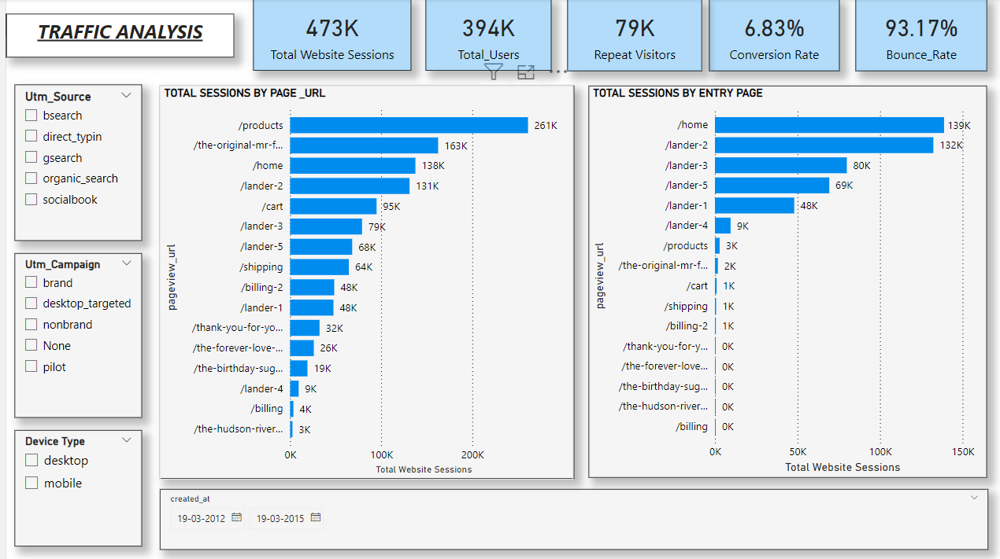 TRAFFIC ANALYSIS
473K
Total Website Sessions
394K
Total_Users
79K
Repeat Visitors
6.83%
Conversion Rate
93.17%
Bounce_Rate
Utm_Source
bsearch
direct_typin
gsearch
organic_search
socialbook
Utm_Campaign
brand
desktop_targeted
nonbrand
None
pilot
Device Type
desktop
mobile
TOTAL SESSIONS BY PAGE _URL
pageview_url
/products 261K
/the-original-mr-f... 163K
/home 138K
/lander-2 131K
/cart 95K
/lander-3 79K
/lander-5 68K
/shipping 64K
/billing-2 48K
/lander-1 48K
/thank-you-for-yo... 32K
/the-forever-love-... 26K
/the-birthday-sug... 19K
/lander-4 9K
/billing 4K
/the-hudson-river... 3K
0K 100K 200K
Total Website Sessions
TOTAL SESSIONS BY ENTRY PAGE
pageview_url
/home 139K
/lander-2 132K
/lander-3 80K
/lander-5 69K
/lander-1 48K
/lander-4 9K
/products 3K
/the-original-mr-f... 2K
/cart 1K
/shipping 1K
/billing-2 1K
/thank-you-for-y... 0K
/the-forever-love... 0K
/the-birthday-sug... 0K
/the-hudson-river... 0K
/billing 0K
0K 50K 100K 150K
Total Website Sessions
created_at
19-03-2012 19-03-2015